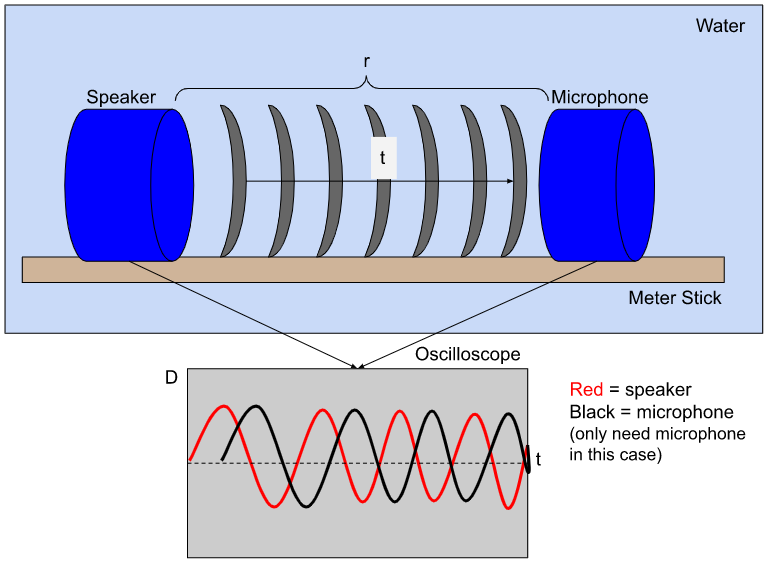 Water
r
Speaker
Microphone
t
Meter Stick
Oscilloscope
D
Red = speaker
Black = microphone
(only need microphone
in this case)
t